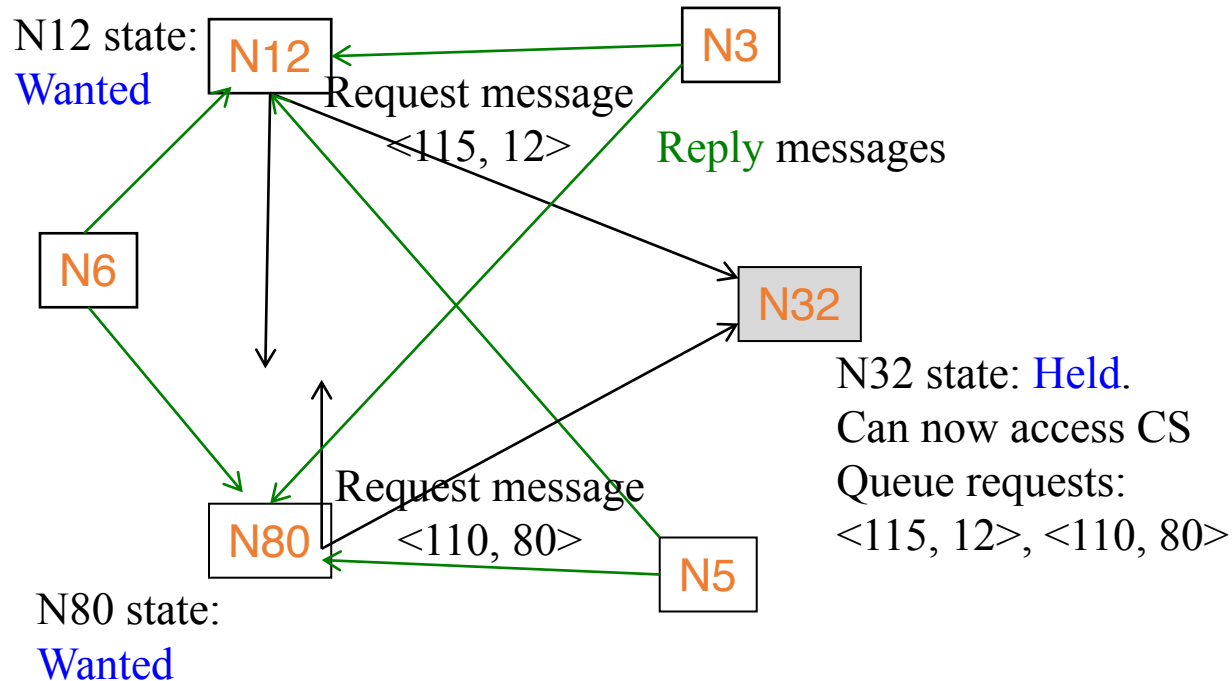 N12 state:
Wanted
N12
N3
Request message
<115, 12>
Reply messages
N6
N32
N32 state: Held.
Can now access CS
Queue requests:
<115, 12>, <110, 80>
Request message
<110, 80>
N80
N5
N80 state:
Wanted